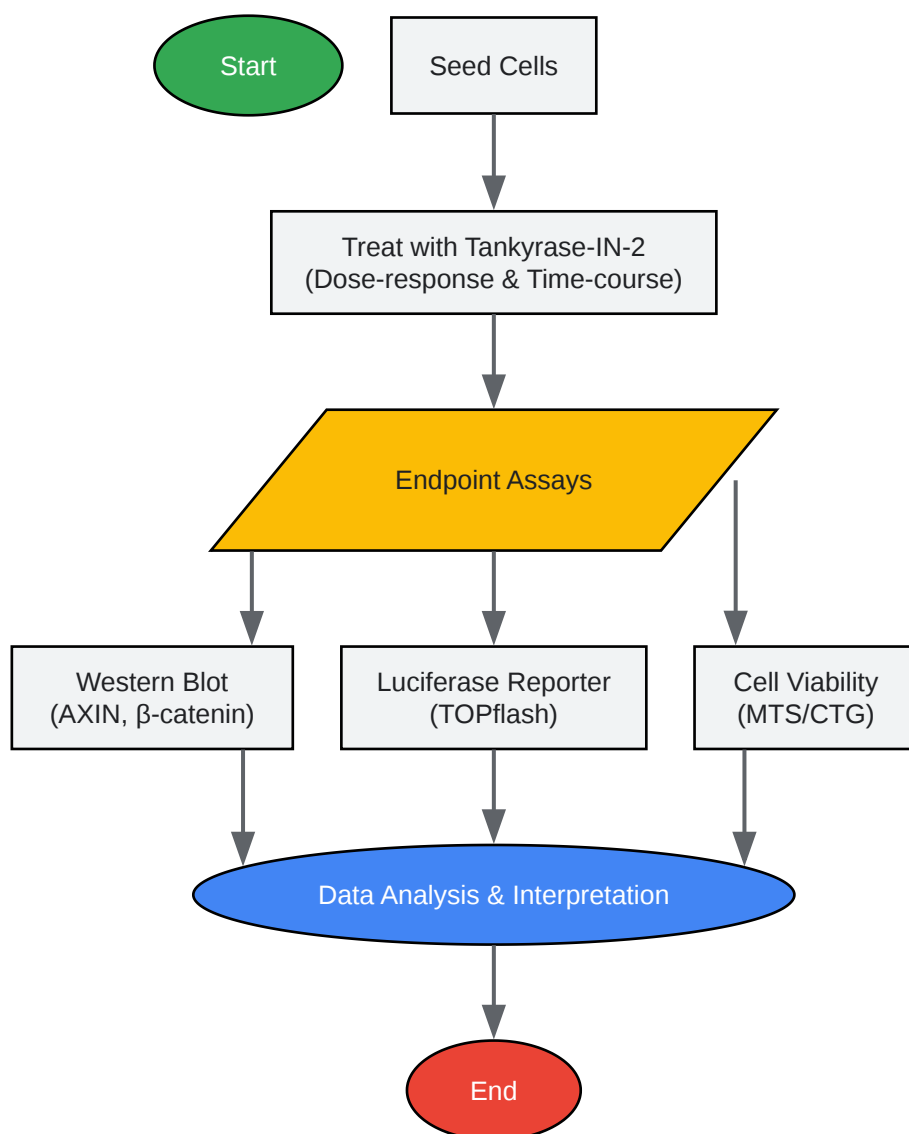 Start
Seed Cells
Treat with Tankyrase-IN-2
(Dose-response & Time-course)
Endpoint Assays
Western Blot
(AXIN, β-catenin)
Luciferase Reporter
(TOPflash)
Cell Viability
(MTS/CTG)
Data Analysis & Interpretation
End